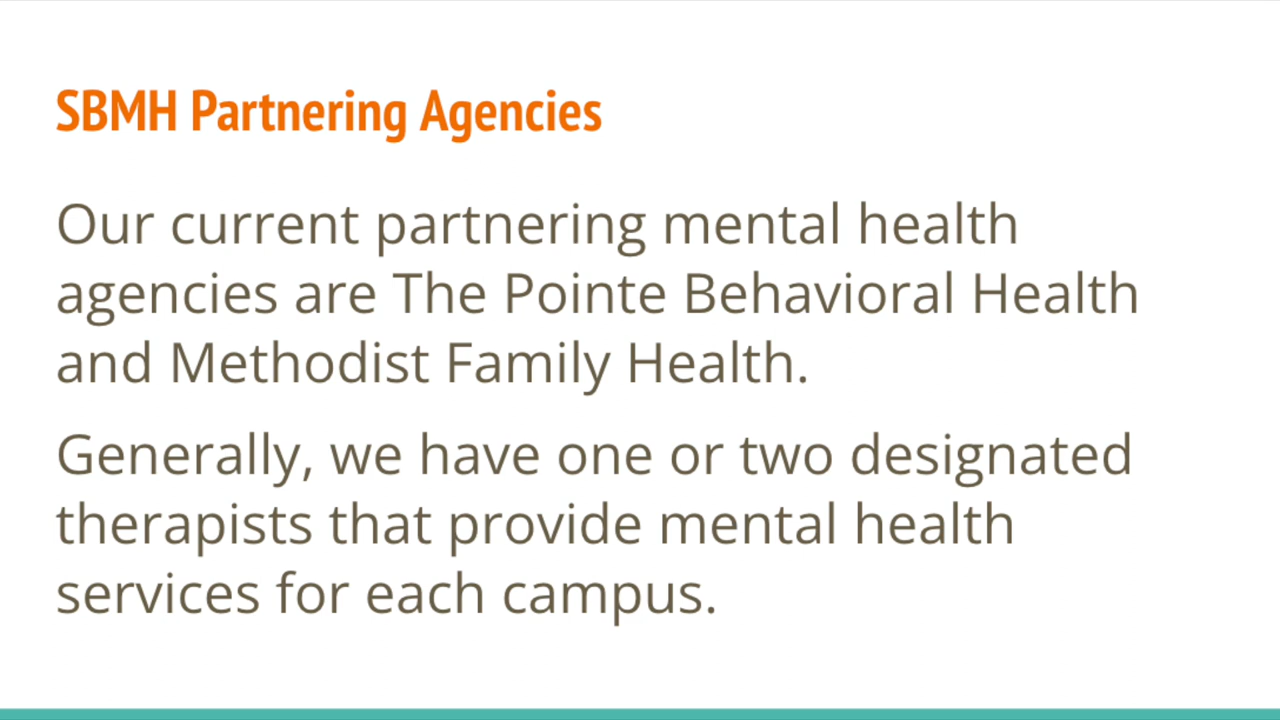 SBMH Partnering Agencies
Our current partnering mental health
agencies are The Pointe Behavioral Health
and Methodist Family Health.
Generally, we have one or two designated
therapists that provide mental health
services for each campus.